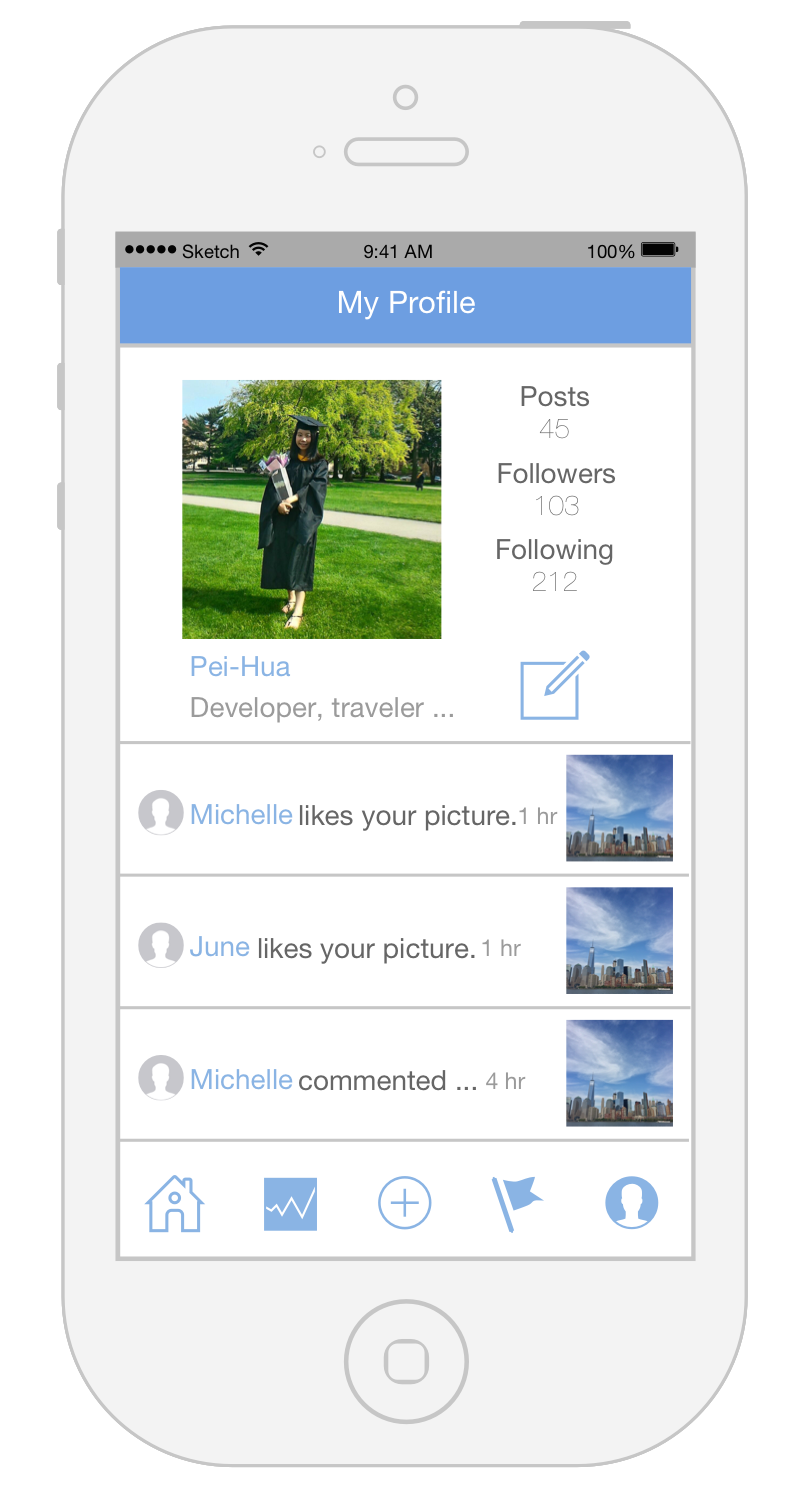 Sketch 9:41 AM 100%
My Profile
Posts
45
Followers
103
Following
212
Pei-Hua
Developer, traveler ...
Michelle likes your picture. 1 hr
June likes your picture. 1 hr
Michelle commented ... 4 hr